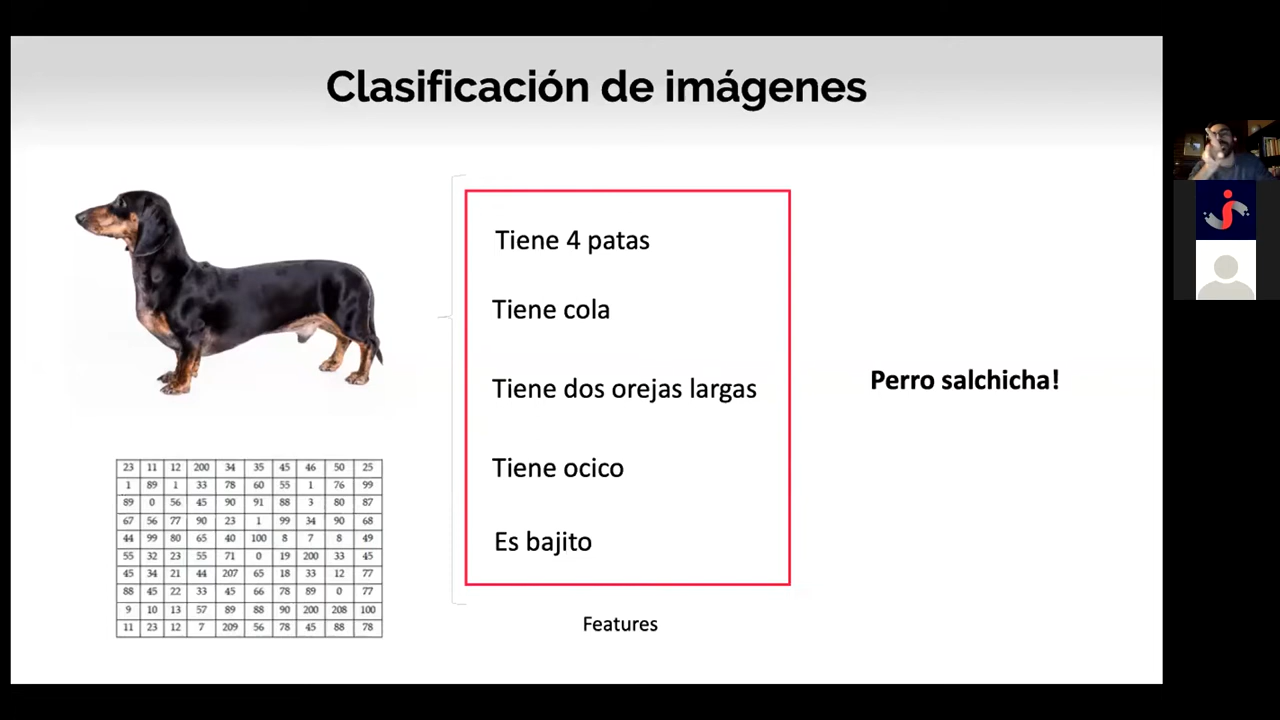 Clasificación de imágenes
Tiene 4 patas
Tiene cola
Tiene dos orejas largas
Tiene ocico
Es bajito
Features
Perro salchicha!
23 11 12 200 34 35 45 46 50 25
1 89 1 33 78 60 55 1 76 99
89 0 56 45 90 91 88 3 80 87
67 56 77 90 23 1 99 34 90 68
44 99 80 65 40 100 8 7 8 49
55 32 23 55 71 0 19 200 33 45
45 34 21 44 207 65 18 33 12 77
88 45 22 33 45 66 78 89 0 77
9 10 13 57 89 88 90 200 208 100
11 23 12 7 209 56 78 45 88 78